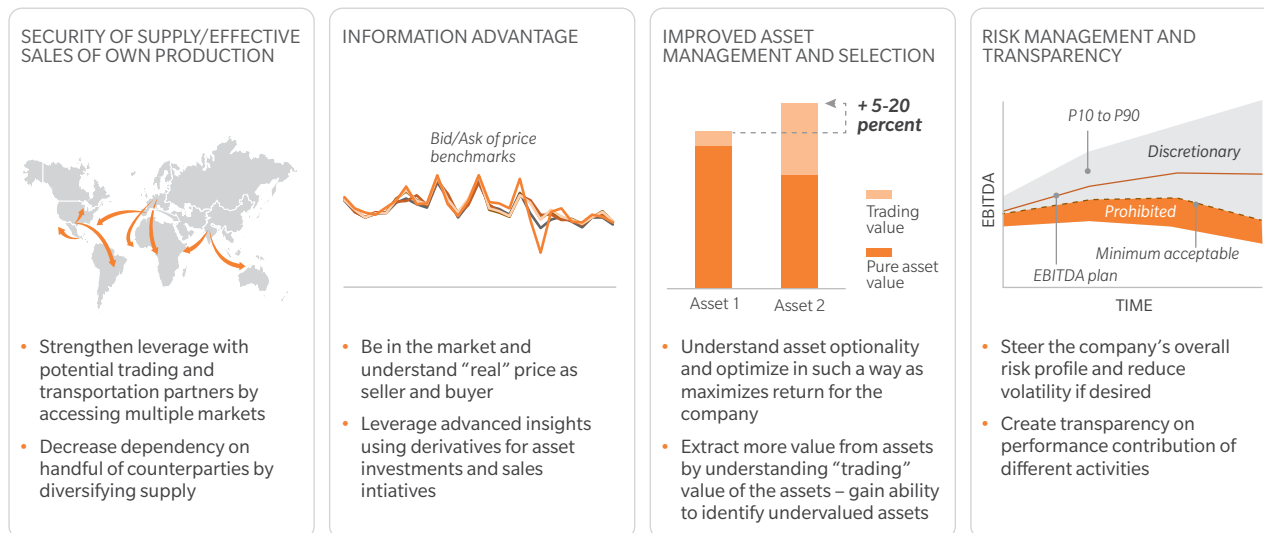 SECURITY OF SUPPLY/EFFECTIVE
SALES OF OWN PRODUCTION
• Strengthen leverage with
potential trading and
transportation partners by
accessing multiple markets
• Decrease dependency on
handful of counterparties by
diversifying supply
INFORMATION ADVANTAGE
Bid/Ask of price
benchmarks
• Be in the market and
understand “real” price as
seller and buyer
• Leverage advanced insights
using derivatives for asset
investments and sales
intiatives
IMPROVED ASSET
MANAGEMENT AND SELECTION
+ 5-20
percent
Trading
value
Pure asset
value
Asset 1
Asset 2
• Understand asset optionality
and optimize in such a way as
maximizes return for the
company
• Extract more value from assets
by understanding “trading”
value of the assets – gain ability
to identify undervalued assets
RISK MANAGEMENT AND
TRANSPARENCY
EBITDA
P10 to P90
Discretionary
Prohibited
Minimum acceptable
EBITDA plan
TIME
• Steer the company’s overall
risk profile and reduce
volatility if desired
• Create transparency on
performance contribution of
different activities